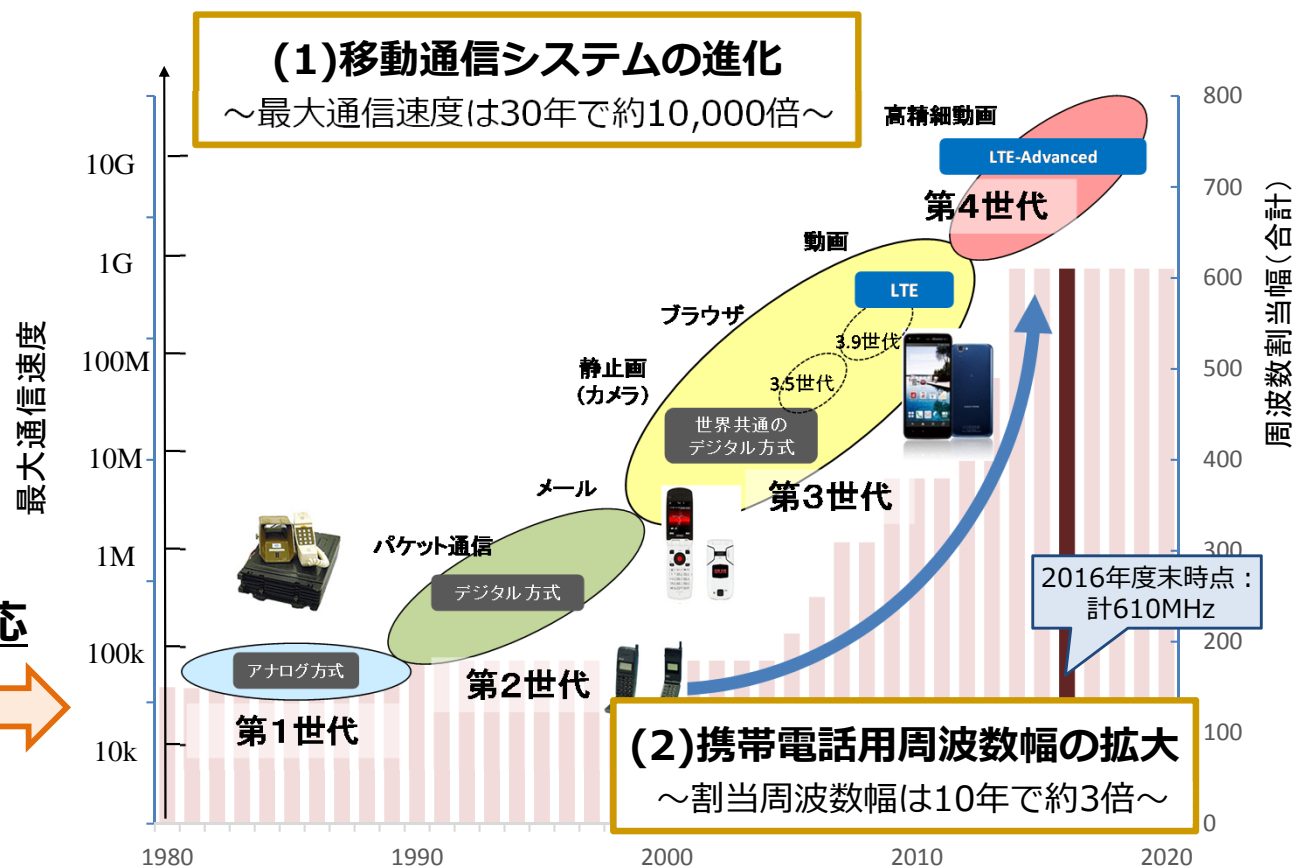 (1)移動通信システムの進化
～最大通信速度は30年で約10,000倍～
最大通信速度
10G
1G
100M
10M
1M
100k
10k
周波数割当幅(合計)
800
700
600
500
400
300
200
100
0
高精細動画
LTE-Advanced
第4世代
動画
LTE
ブラウザ
3.9世代
静止画
(カメラ)
3.5世代
世界共通の
デジタル方式
第3世代
メール
パケット通信
デジタル方式
第2世代
アナログ方式
第1世代
2016年度末時点：
計610MHz
(2)携帯電話用周波数幅の拡大
～割当周波数幅は10年で約3倍～
1980
1990
2000
2010
2020